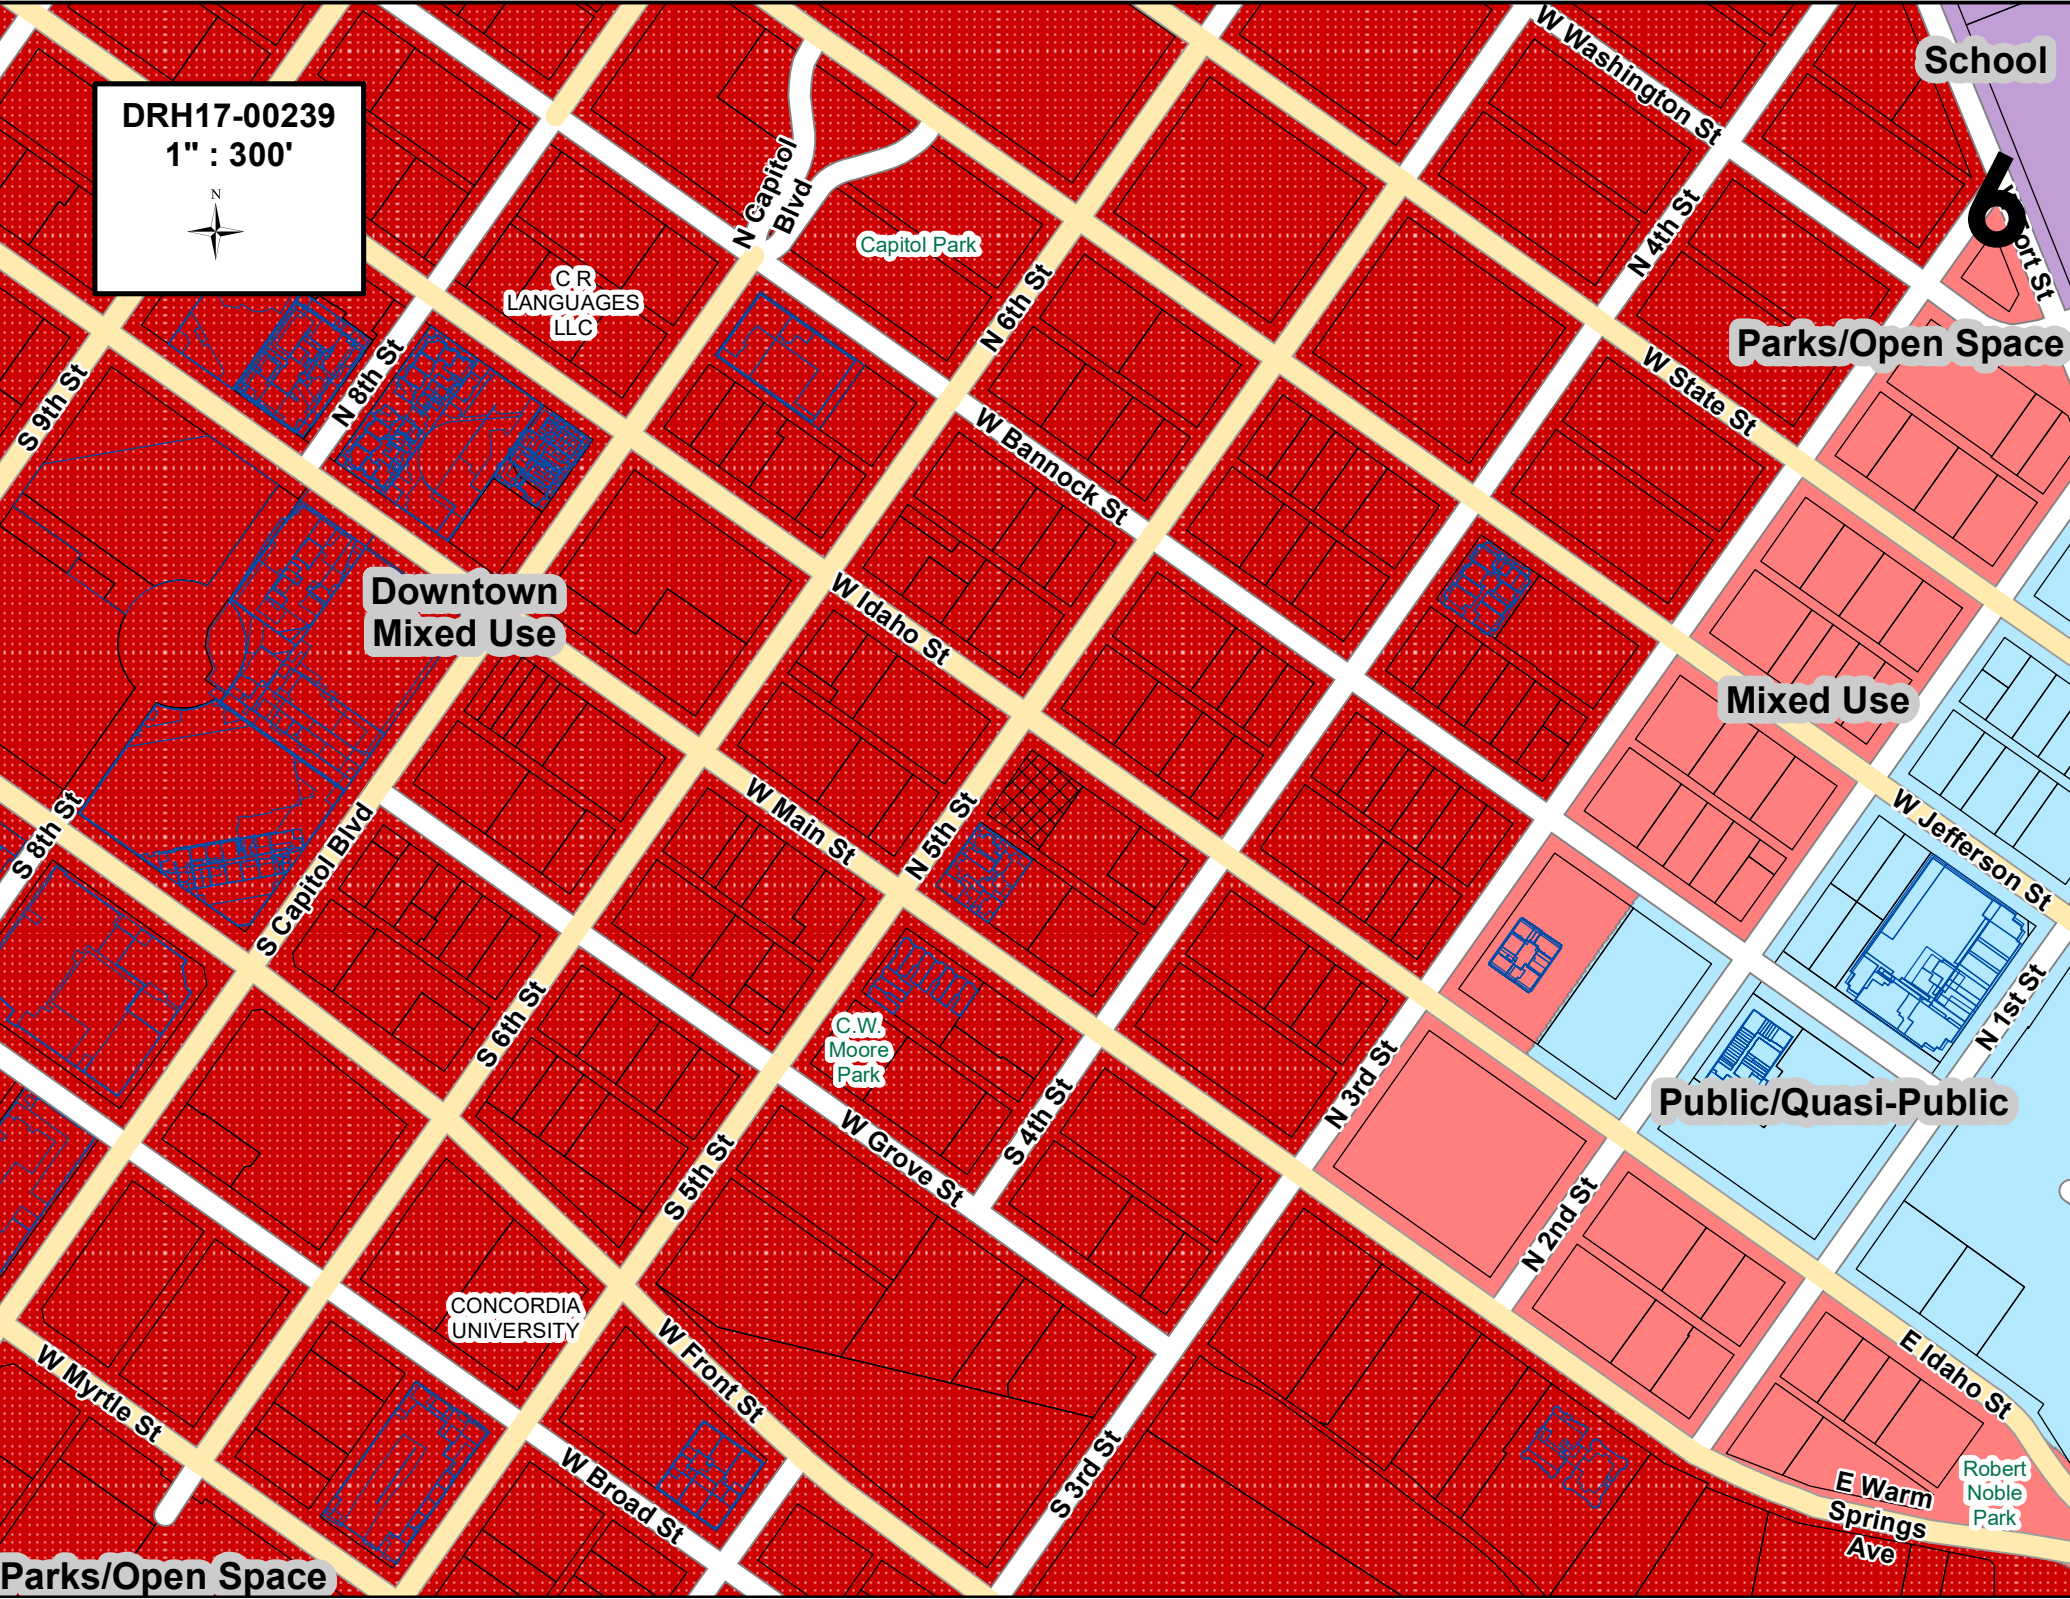 W Washington St
School
DRH17-00239
1" : 300'
N
6
N Capitol
Blvd
N 4th St
Fort St
Capitol Park
C R
LANGUAGES
LLC
N 6th St
Parks/Open Space
N 8th St
S 9th St
W State St
W Bannock St
Downtown
Mixed Use
W Idaho St
Mixed Use
W Main St
N 5th St
W Jefferson St
S 8th St
S Capitol Blvd
S 6th St
C.W.
Moore
Park
N 1st St
N 3rd St
Public/Quasi-Public
S 4th St
W Grove St
S 5th St
N 2nd St
CONCORDIA
UNIVERSITY
W Front St
W Myrtle St
E Idaho St
S 3rd St
W Broad St
E Warm
Springs
Ave
Robert
Noble
Park
Parks/Open Space